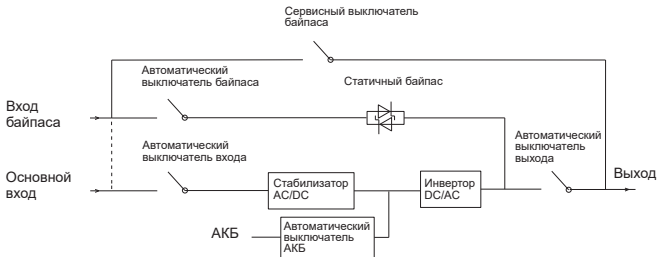 Сервисный выключатель
байпаса
Автоматический
выключатель байпаса
Статичный байпас
Вход
байпаса
Автоматический
выключатель входа
Автоматический
выключатель
выхода
Основной
вход
Стабилизатор
AC/DC
Инвертор
DC/AC
Выход
АКБ
Автоматический
выключатель
АКБ